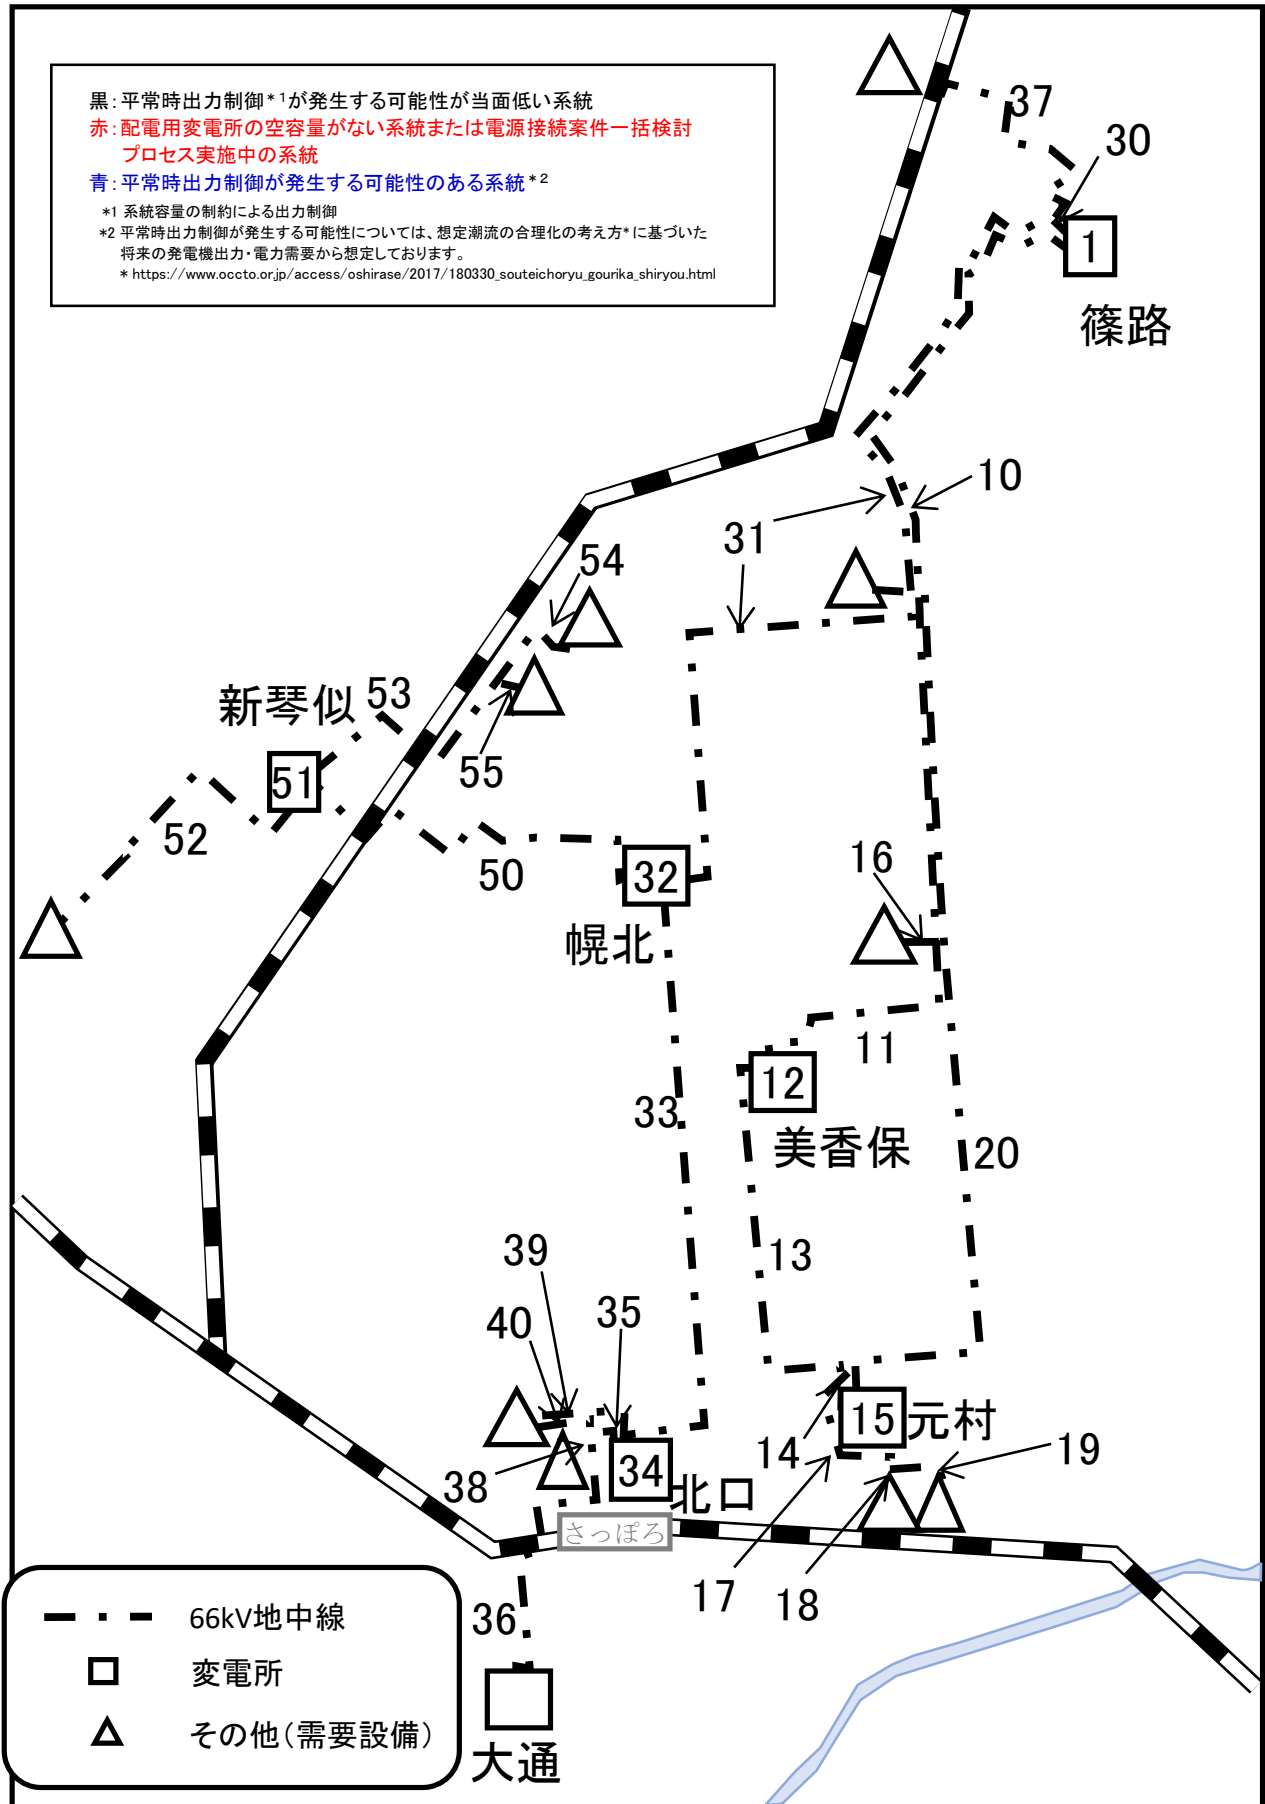 黒：平常時出力制御*1が発生する可能性が当面低い系統
赤：配電用変電所の空容量がない系統または電源接続案件一括検討
プロセス実施中の系統
青：平常時出力制御が発生する可能性のある系統*2
*1 系統容量の制約による出力制御
*2 平常時出力制御が発生する可能性については、想定潮流の合理化の考え方*に基づいた
将来の発電機出力・電力需要から想定しております。
* https://www.occto.or.jp/access/oshirase/2017/180330_souteichoryu_gourika_shiryou.html
37
30
1
篠路
10
31
54
新琴似
53
55
51
52
50
32
幌北
16
11
12
美香保
33
20
13
39
40
35
15
元村
14
19
38
34
北口
さっぽろ
17
18
36
大通
66kV地中線
変電所
その他（需要設備）